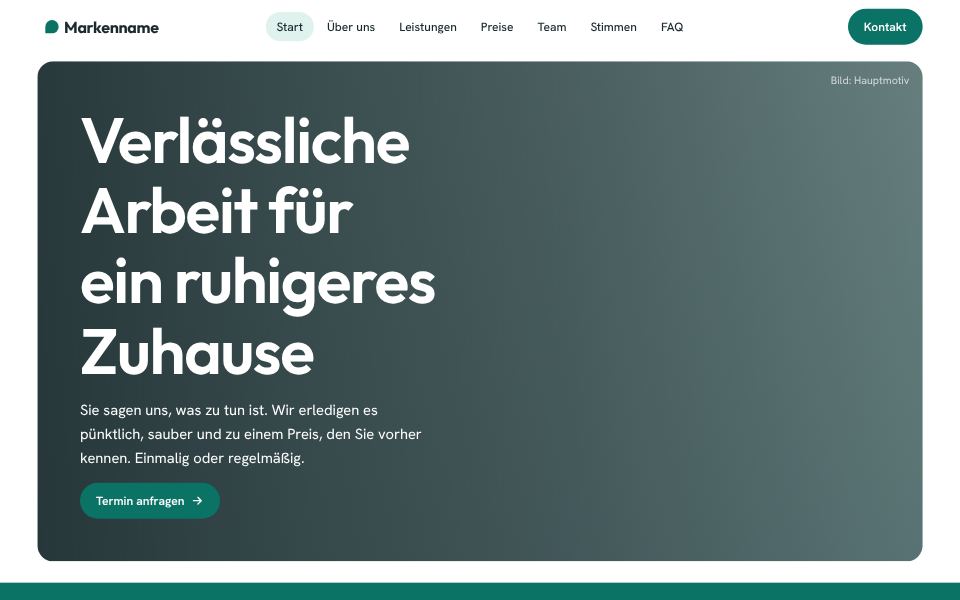 Markenname
Start
Über uns
Leistungen
Preise
Team
Stimmen
FAQ
Kontakt
Bild: Hauptmotiv
Verlässliche
Arbeit für
ein ruhigeres
Zuhause
Sie sagen uns, was zu tun ist. Wir erledigen es
pünktlich, sauber und zu einem Preis, den Sie vorher
kennen. Einmalig oder regelmäßig.
Termin anfragen →